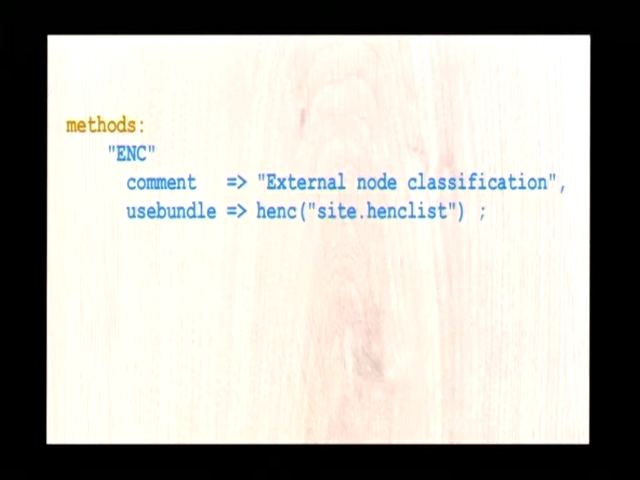 methods:
"ENC"
comment => "External node classification",
usebundle => henc("site.henclist") ;